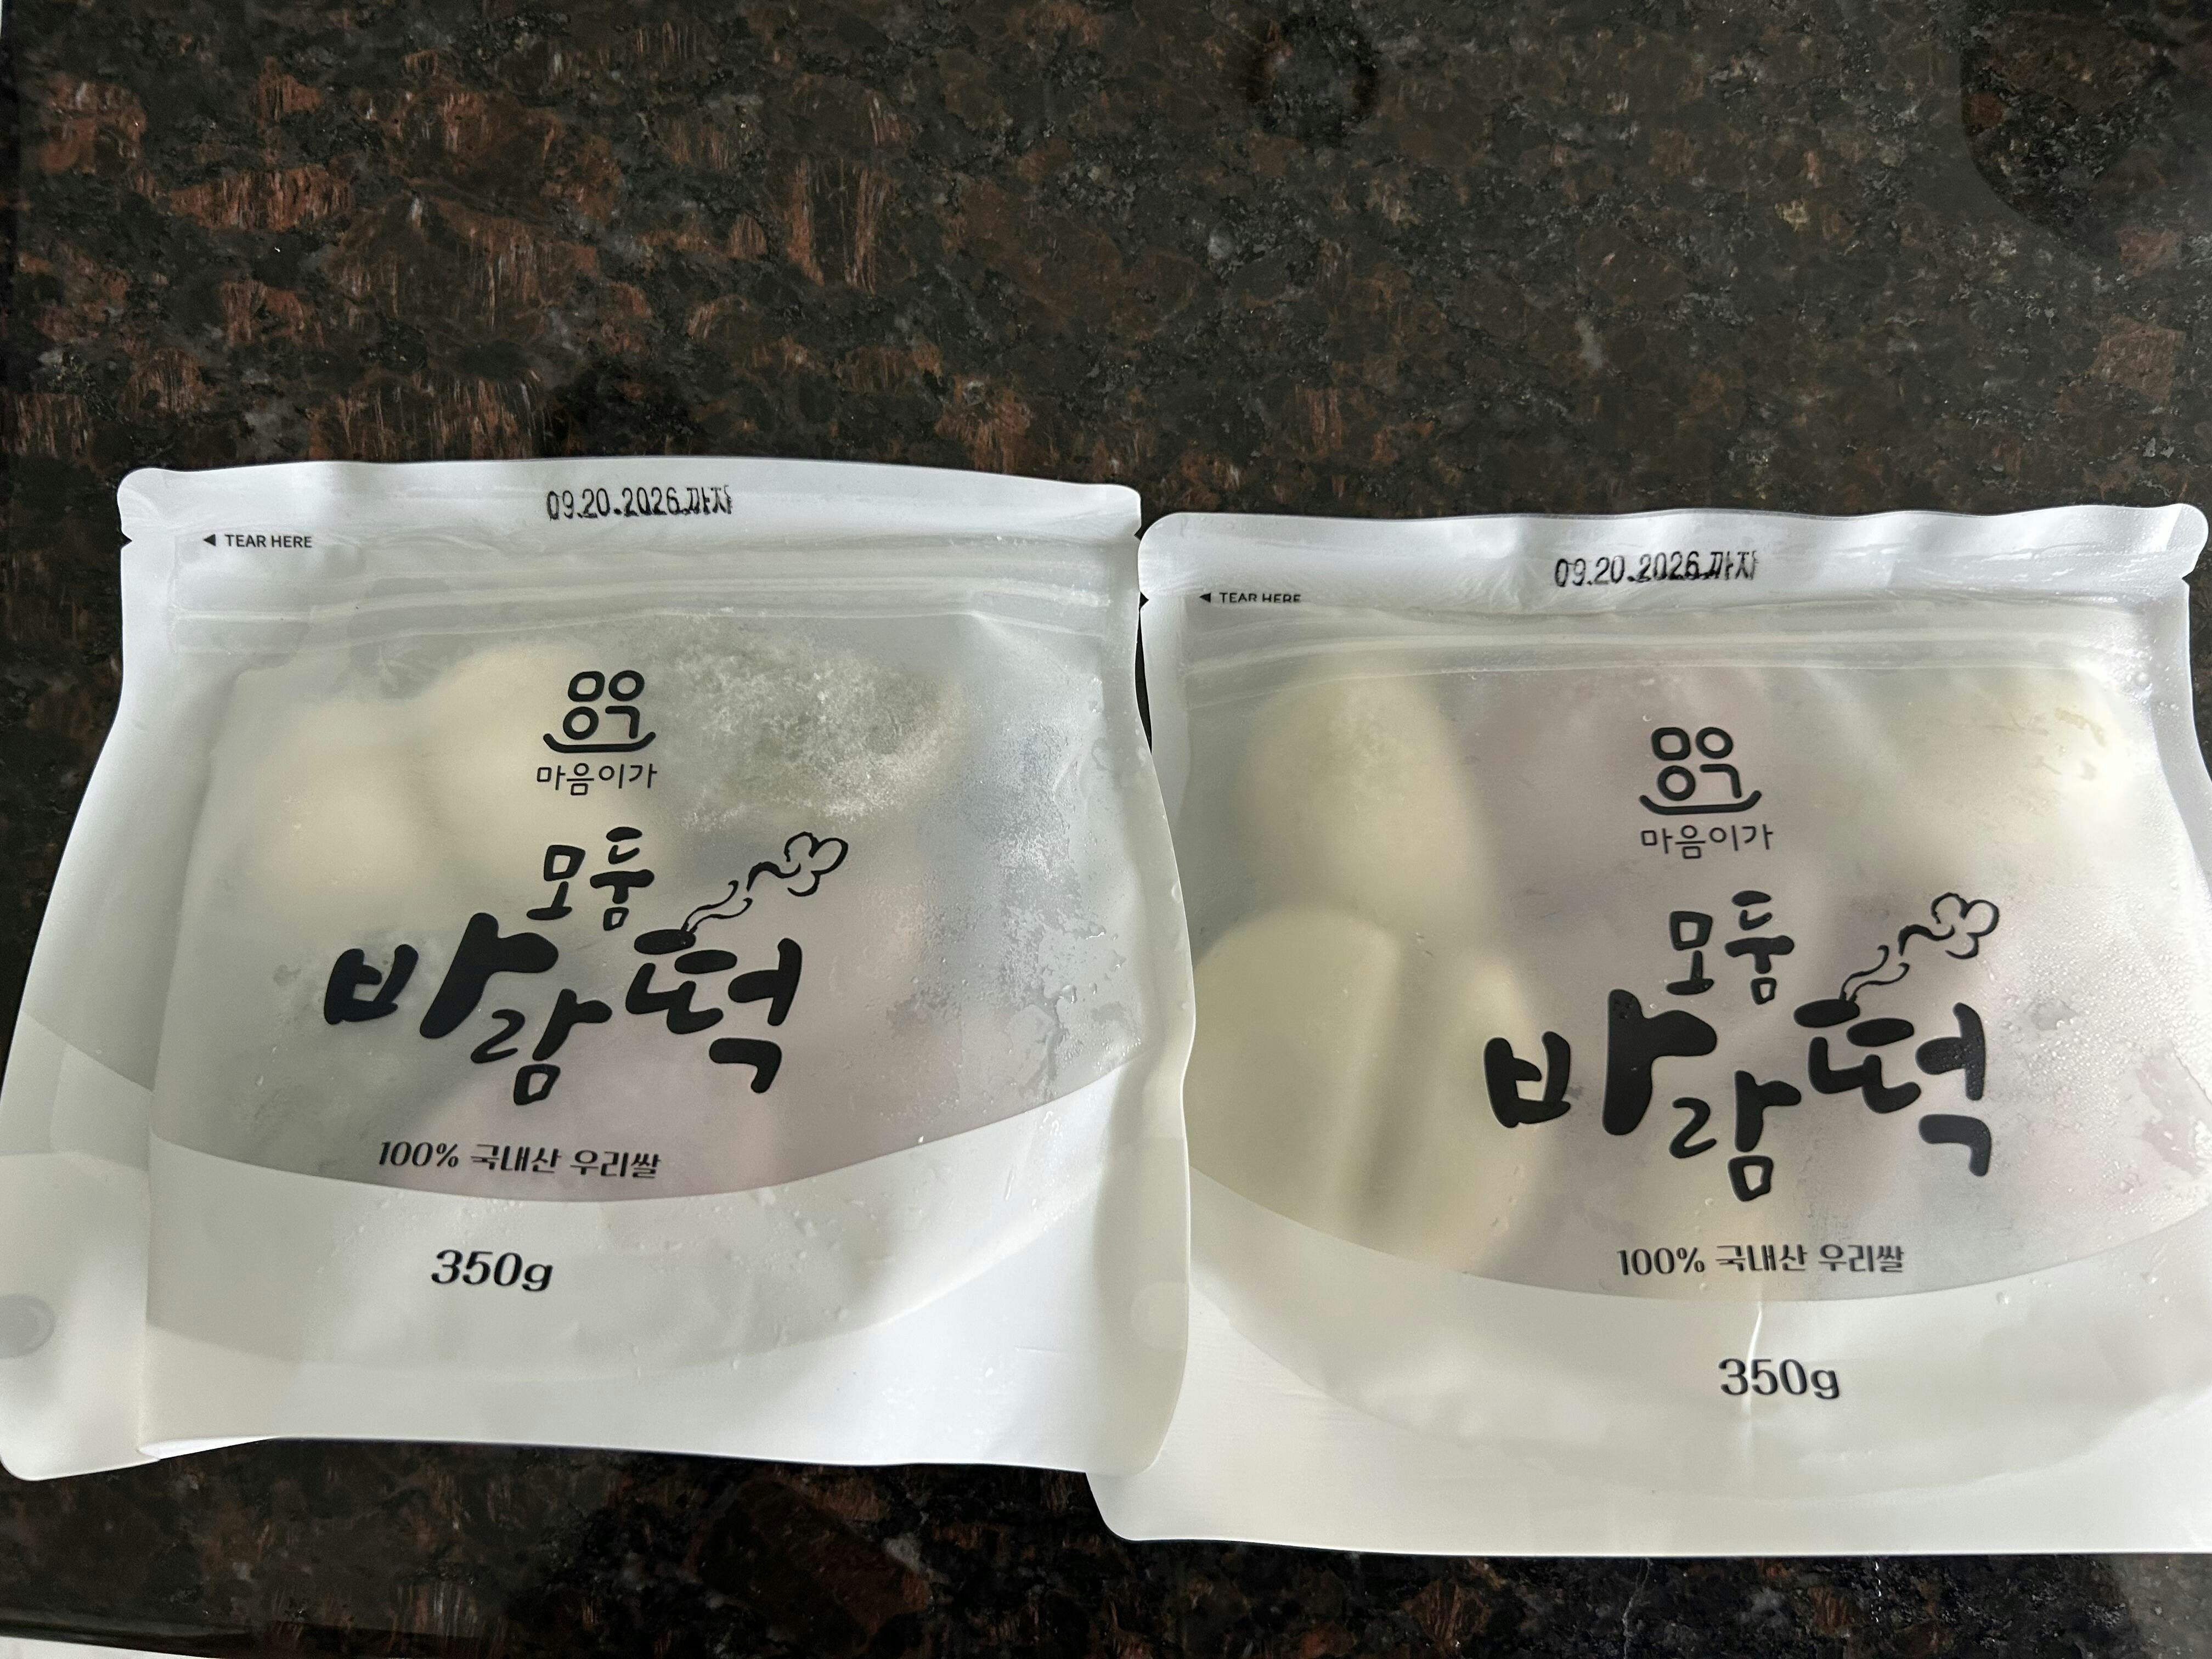 09.20.2026.까지
◀ TEAR HERE
마음이가
모듬
바람떡
100% 국내산 우리쌀
350g
09.20.2026.까지
◀ TEAR HERE
마음이가
모듬
바람떡
100% 국내산 우리쌀
350g